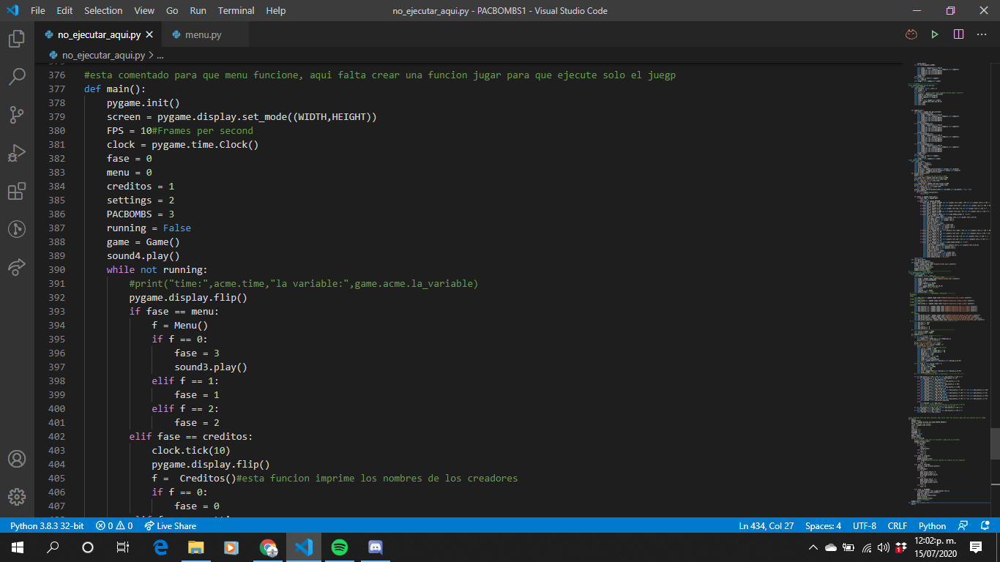 File Edit Selection View Go Run Terminal Help no_ejecutar_aqui.py - PACBOMBS1 - Visual Studio Code
no_ejecutar_aqui.py menu.py
no_ejecutar_aqui.py > ...
376 #esta comentado para que menu funcione, aqui falta crear una funcion jugar para que ejecute solo el juegp
377 def main():
378 pygame.init()
379 screen = pygame.display.set_mode((WIDTH,HEIGHT))
380 FPS = 10#Frames per second
381 clock = pygame.time.Clock()
382 fase = 0
383 menu = 0
384 creditos = 1
385 settings = 2
386 PACBOMBS = 3
387 running = False
388 game = Game()
389 sound4.play()
390 while not running:
391 #print("time:",acme.time,"la variable:",game.acme.la_variable)
392 pygame.display.flip()
393 if fase == menu:
394 f = Menu()
395 if f == 0:
396 fase = 3
397 sound3.play()
398 elif f == 1:
399 fase = 1
400 elif f == 2:
401 fase = 2
402 elif fase == creditos:
403 clock.tick(10)
404 pygame.display.flip()
405 f =  Creditos()#esta funcion imprime los nombres de los creadores
406 if f == 0:
407 fase = 0
Python 3.8.3 32-bit 0 0 Live Share Ln 434, Col 27 Spaces: 4 UTF-8 CRLF Python
12:02 p. m.
15/07/2020